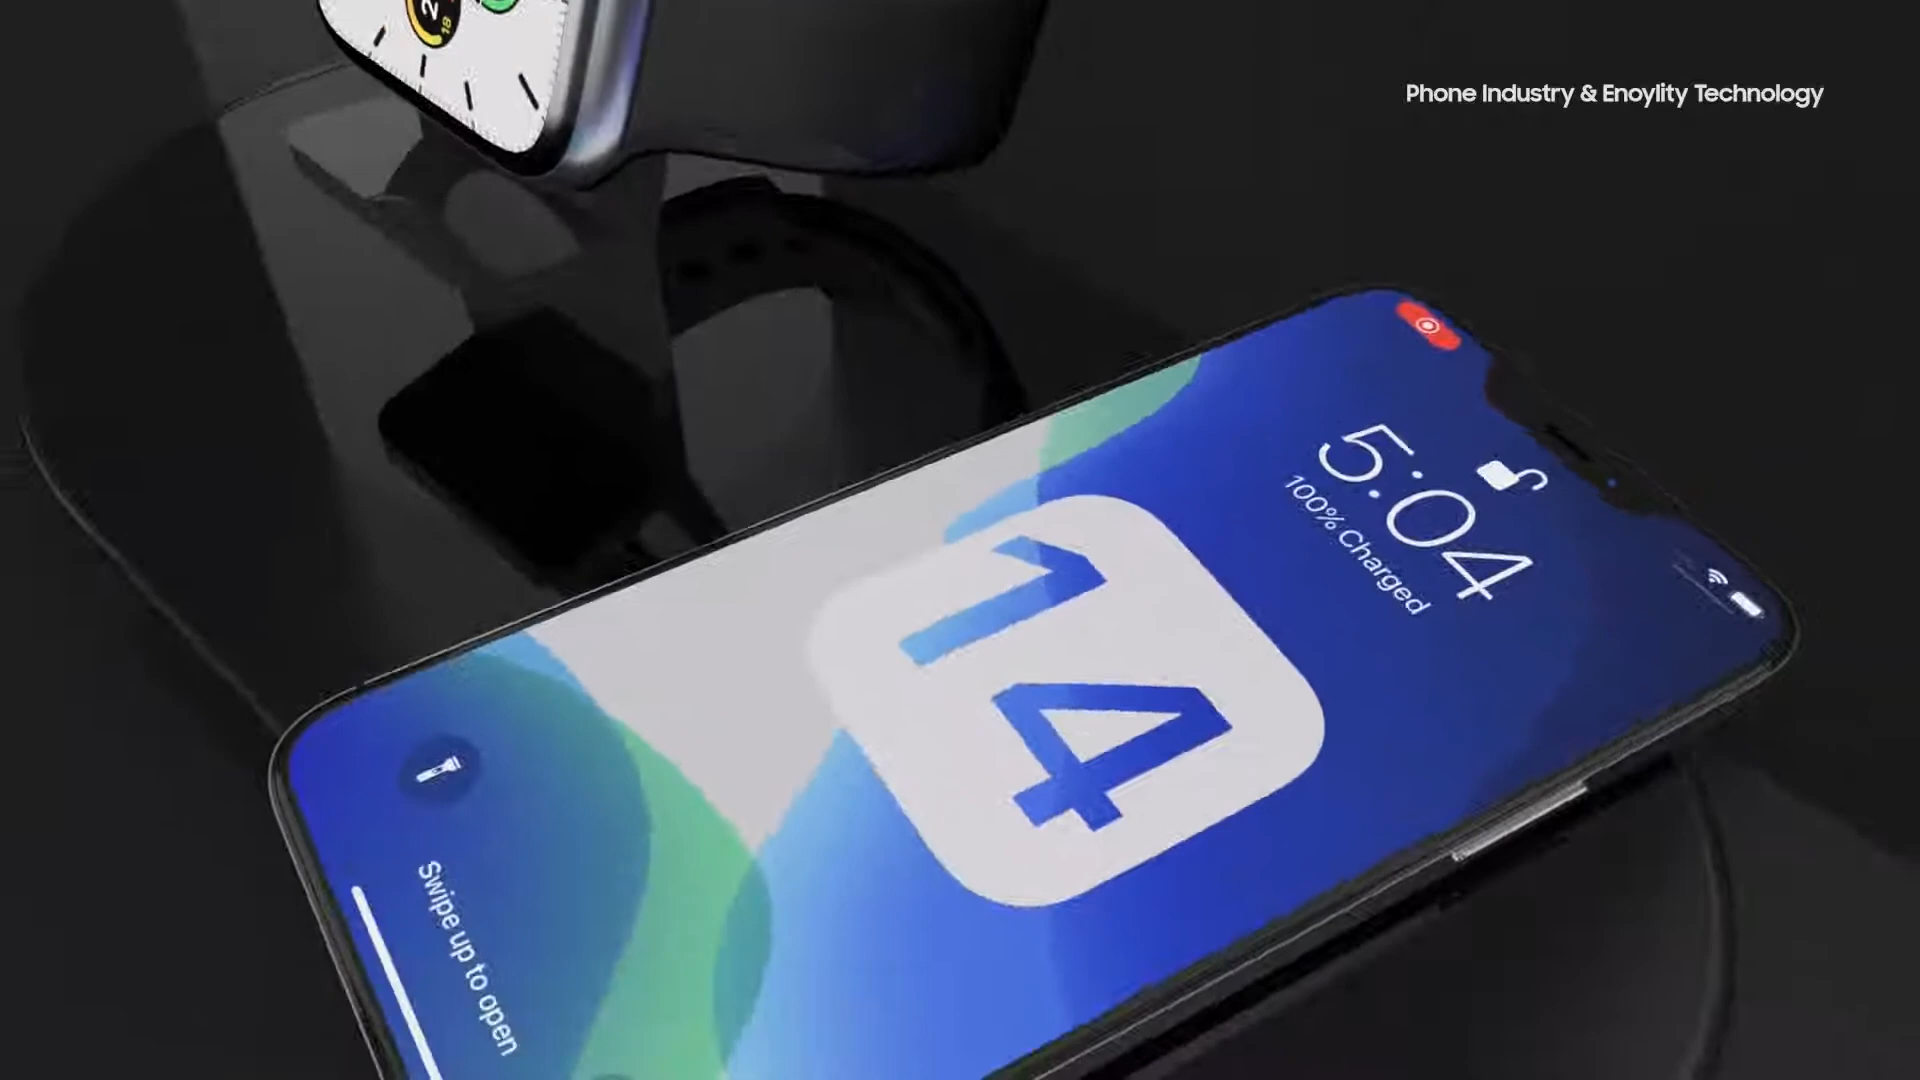 Phone Industry & Enoylity Technology
5:04
100% Charged
14
Swipe up to open